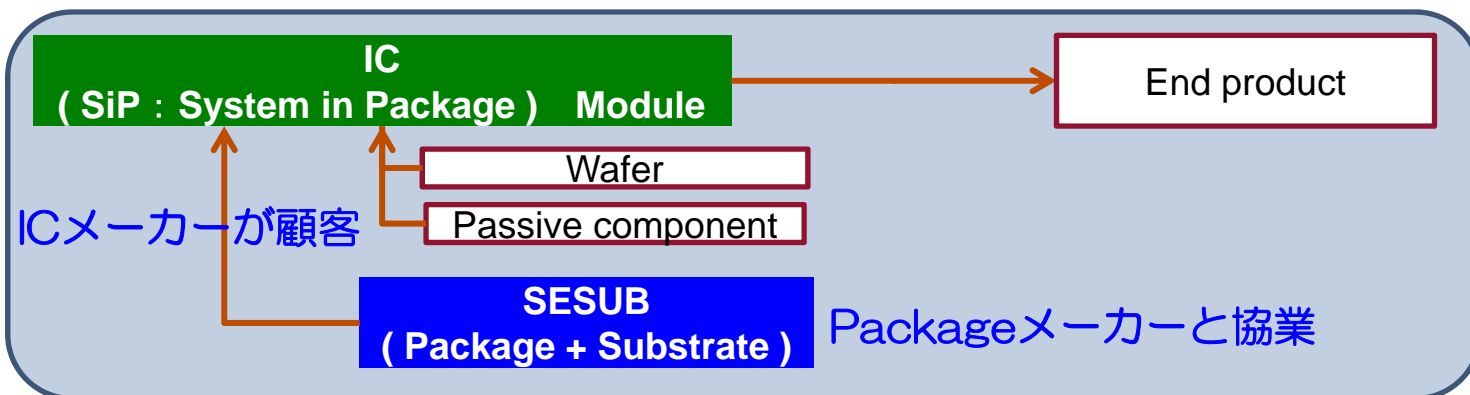 IC
( SiP : System in Package ) Module
End product
Wafer
Passive component
ICメーカーが顧客
SESUB
( Package + Substrate )
Packageメーカーと協業